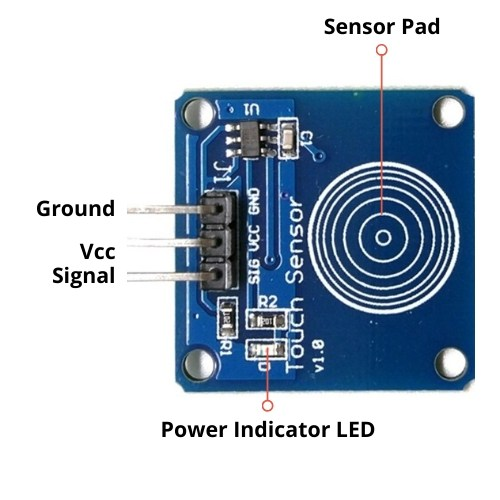 Sensor Pad
U1
C1
J1
Ground
Vcc
Signal
SIG VCC GND
Touch Sensor
v1.0
R2
R1
Power Indicator LED